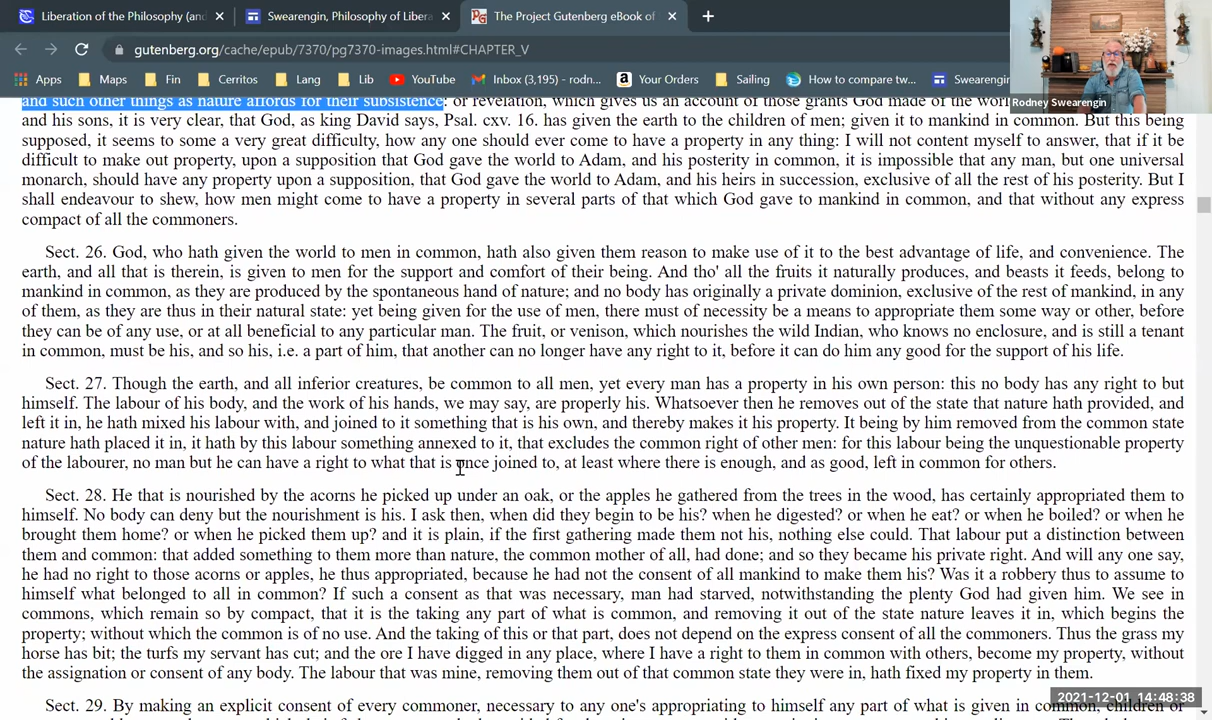 Liberation of the Philosophy (and
Swearengin, Philosophy of Libera
The Project Gutenberg eBook of
gutenberg.org/cache/epub/7370/pg7370-images.html#CHAPTER_V
Apps Maps Fin Cerritos Lang Lib YouTube Inbox (3,195) - rodn... Your Orders Sailing How to compare tw... Swearengin
Rodney Swearengin
and such other things as nature affords for their subsistence: or revelation, which gives us an account of those grants God made of the wor
and his sons, it is very clear, that God, as king David says, Psal. cxv. 16. has given the earth to the children of men; given it to mankind in common. But this being
supposed, it seems to some a very great difficulty, how any one should ever come to have a property in any thing: I will not content myself to answer, that if it be
difficult to make out property, upon a supposition that God gave the world to Adam, and his posterity in common, it is impossible that any man, but one universal
monarch, should have any property upon a supposition, that God gave the world to Adam, and his heirs in succession, exclusive of all the rest of his posterity. But I
shall endeavour to shew, how men might come to have a property in several parts of that which God gave to mankind in common, and that without any express
compact of all the commoners.
Sect. 26. God, who hath given the world to men in common, hath also given them reason to make use of it to the best advantage of life, and convenience. The
earth, and all that is therein, is given to men for the support and comfort of their being. And tho' all the fruits it naturally produces, and beasts it feeds, belong to
mankind in common, as they are produced by the spontaneous hand of nature; and no body has originally a private dominion, exclusive of the rest of mankind, in any
of them, as they are thus in their natural state: yet being given for the use of men, there must of necessity be a means to appropriate them some way or other, before
they can be of any use, or at all beneficial to any particular man. The fruit, or venison, which nourishes the wild Indian, who knows no enclosure, and is still a tenant
in common, must be his, and so his, i.e. a part of him, that another can no longer have any right to it, before it can do him any good for the support of his life.
Sect. 27. Though the earth, and all inferior creatures, be common to all men, yet every man has a property in his own person: this no body has any right to but
himself. The labour of his body, and the work of his hands, we may say, are properly his. Whatsoever then he removes out of the state that nature hath provided, and
left it in, he hath mixed his labour with, and joined to it something that is his own, and thereby makes it his property. It being by him removed from the common state
nature hath placed it in, it hath by this labour something annexed to it, that excludes the common right of other men: for this labour being the unquestionable property
of the labourer, no man but he can have a right to what that is once joined to, at least where there is enough, and as good, left in common for others.
Sect. 28. He that is nourished by the acorns he picked up under an oak, or the apples he gathered from the trees in the wood, has certainly appropriated them to
himself. No body can deny but the nourishment is his. I ask then, when did they begin to be his? when he digested? or when he eat? or when he boiled? or when he
brought them home? or when he picked them up? and it is plain, if the first gathering made them not his, nothing else could. That labour put a distinction between
them and common: that added something to them more than nature, the common mother of all, had done; and so they became his private right. And will any one say,
he had no right to those acorns or apples, he thus appropriated, because he had not the consent of all mankind to make them his? Was it a robbery thus to assume to
himself what belonged to all in common? If such a consent as that was necessary, man had starved, notwithstanding the plenty God had given him. We see in
commons, which remain so by compact, that it is the taking any part of what is common, and removing it out of the state nature leaves it in, which begins the
property; without which the common is of no use. And the taking of this or that part, does not depend on the express consent of all the commoners. Thus the grass my
horse has bit; the turfs my servant has cut; and the ore I have digged in any place, where I have a right to them in common with others, become my property, without
the assignation or consent of any body. The labour that was mine, removing them out of that common state they were in, hath fixed my property in them.
2021-12-01 14:48:38
Sect. 29. By making an explicit consent of every commoner, necessary to any one's appropriating to himself any part of what is given in common, children or